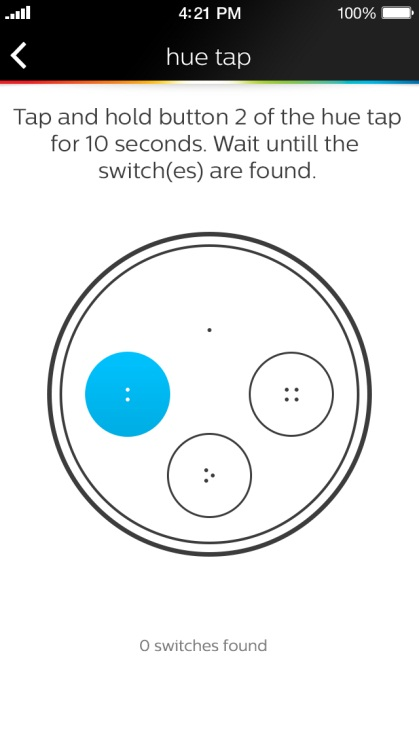 4:21 PM 100%
hue tap
Tap and hold button 2 of the hue tap
for 10 seconds. Wait untill the
switch(es) are found.
0 switches found